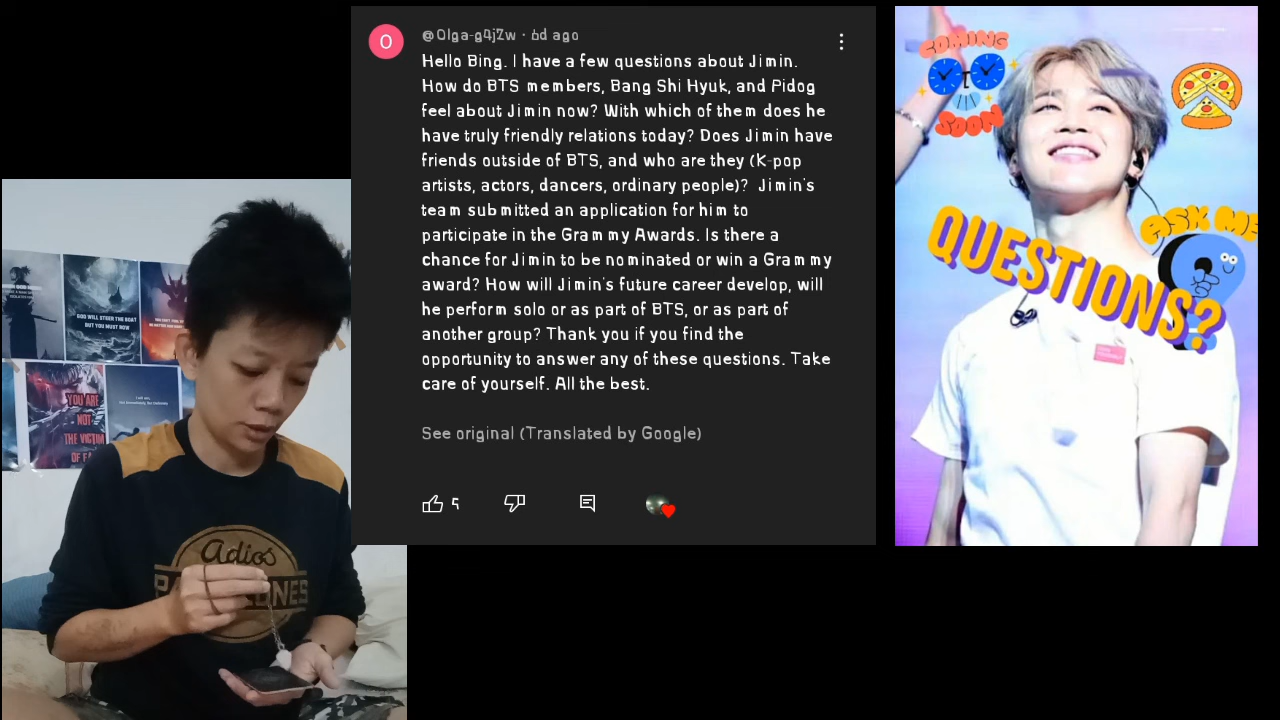 @Olga-g4j7w · 6d ago
Hello Bing. I have a few questions about Jimin.
How do BTS members, Bang Shi Hyuk, and Pidog
feel about Jimin now? With which of them does he
have truly friendly relations today? Does Jimin have
friends outside of BTS, and who are they (K-pop
artists, actors, dancers, ordinary people)? Jimin's
team submitted an application for him to
participate in the Grammy Awards. Is there a
chance for Jimin to be nominated or win a Grammy
award? How will Jimin's future career develop, will
he perform solo or as part of BTS, or as part of
another group? Thank you if you find the
opportunity to answer any of these questions. Take
care of yourself. All the best.
See original (Translated by Google)
5
O
COMING
SOON
QUESTIONS?
ASK ME
GOD WILL STEER THE BOAT
BUT YOU MUST ROW
YOU ARE
NOT
THE VICTIM
OF
Adios